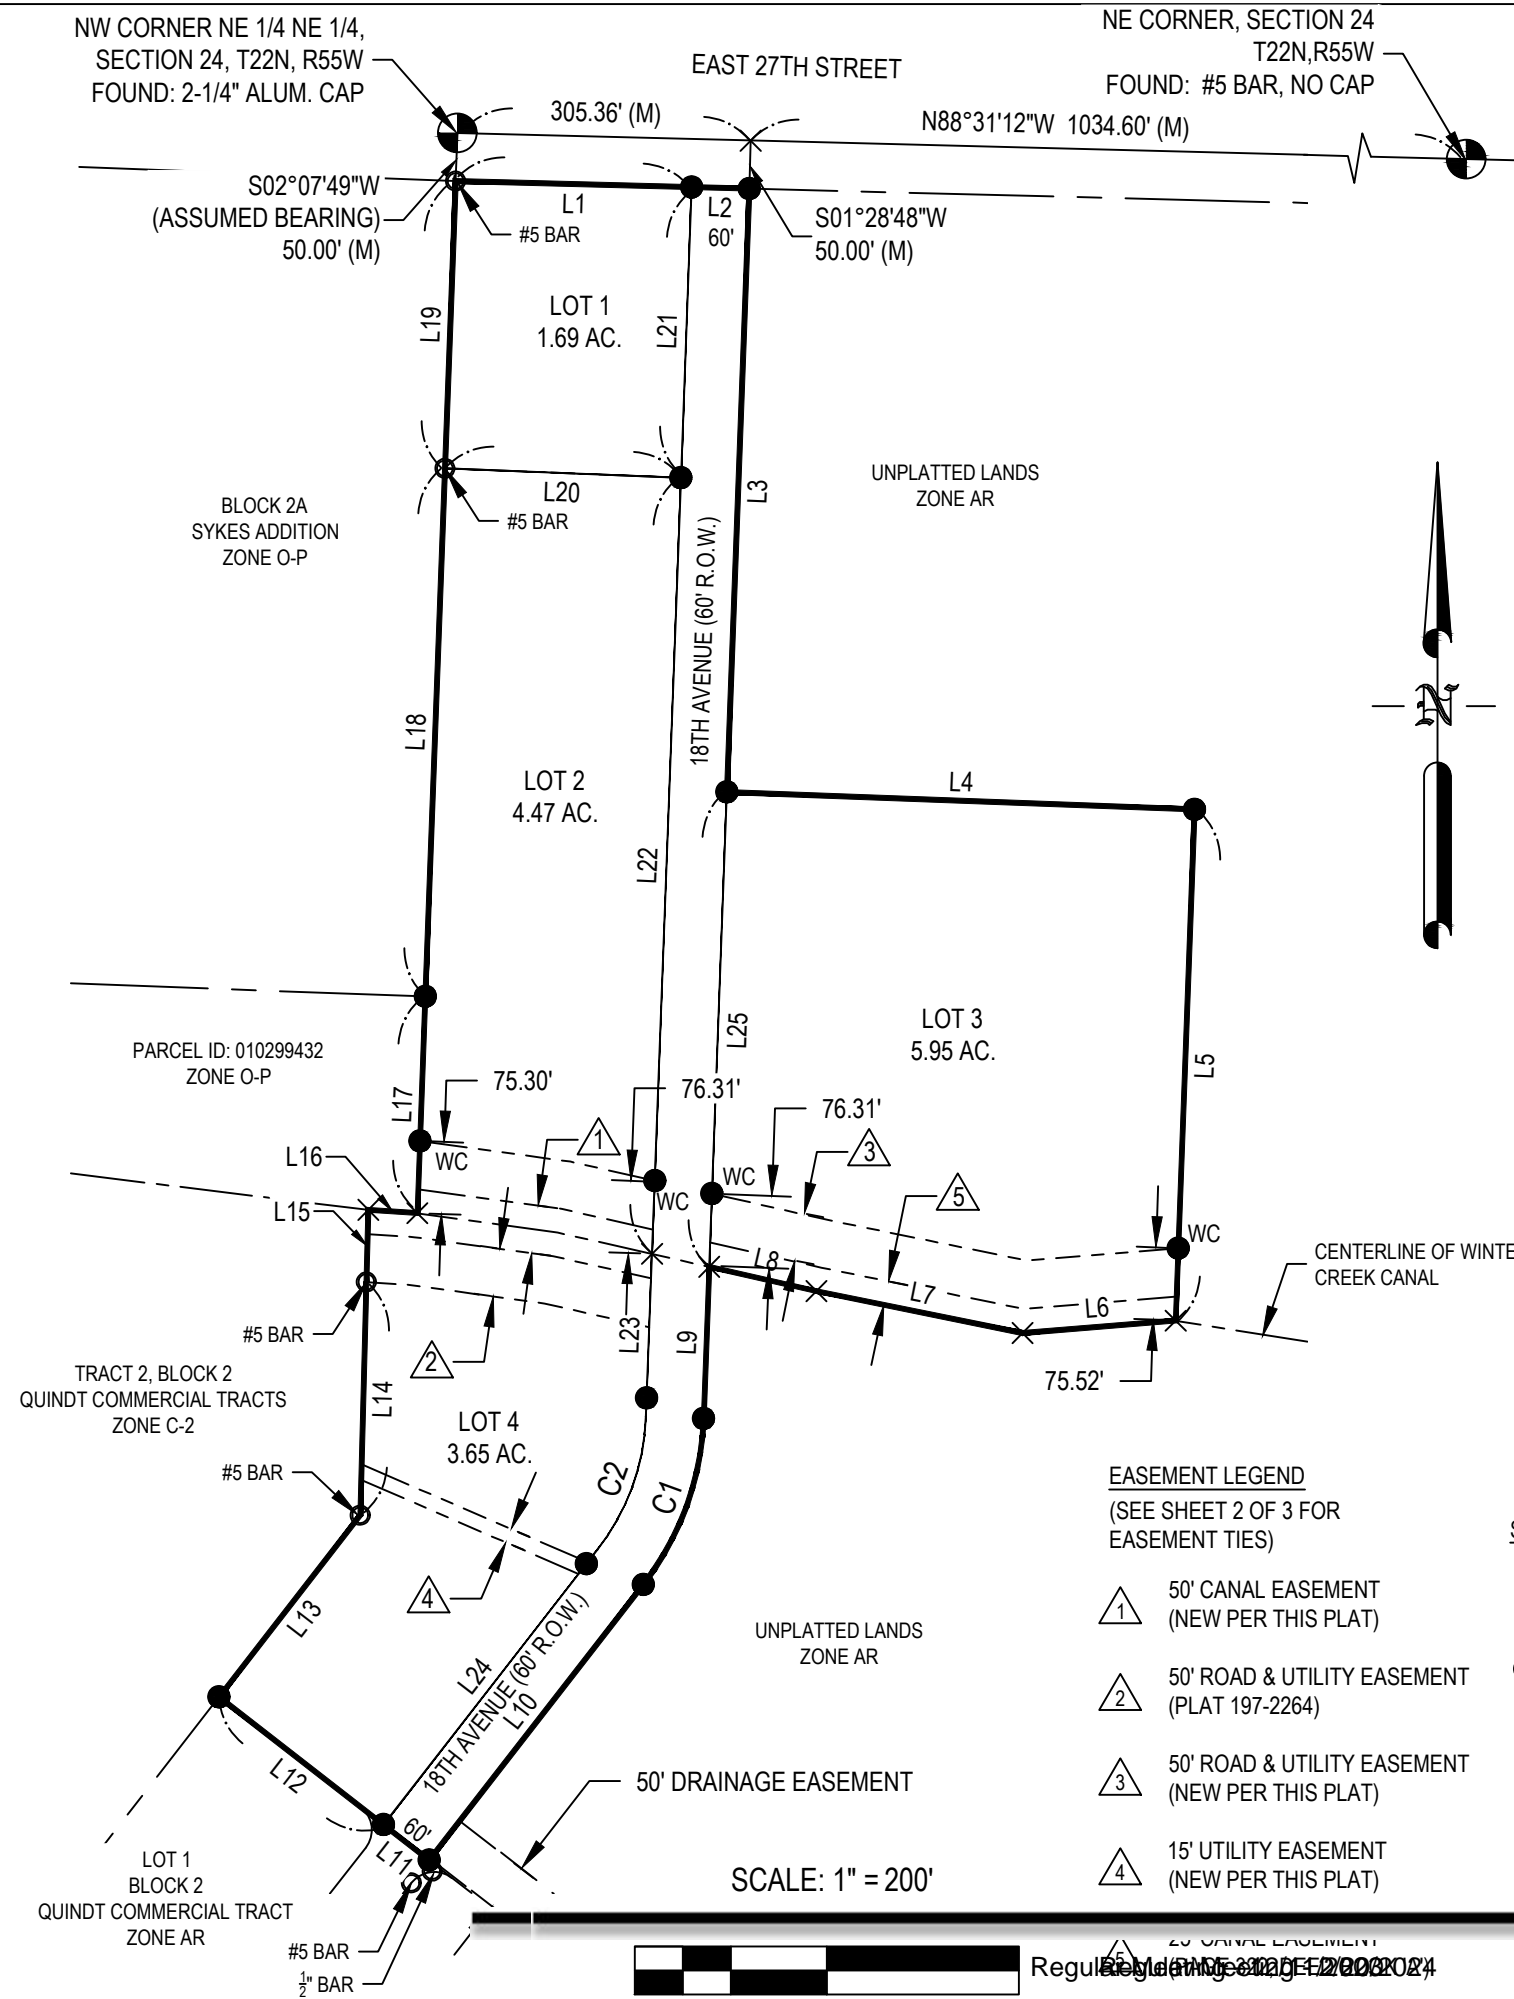 NW CORNER NE 1/4 NE 1/4,
SECTION 24, T22N, R55W
FOUND: 2-1/4" ALUM. CAP
EAST 27TH STREET
NE CORNER, SECTION 24
T22N,R55W
FOUND: #5 BAR, NO CAP
305.36' (M)
N88°31'12"W 1034.60' (M)
S02°07'49"W
(ASSUMED BEARING)
50.00' (M)
L1
#5 BAR
L2
60'
S01°28'48"W
50.00' (M)
LOT 1
1.69 AC.
L19
L21
L20
#5 BAR
L3
UNPLATTED LANDS
ZONE AR
BLOCK 2A
SYKES ADDITION
ZONE O-P
18TH AVENUE (60' R.O.W.)
L18
LOT 2
4.47 AC.
L4
L22
N
LOT 3
5.95 AC.
L25
L5
PARCEL ID: 010299432
ZONE O-P
L17
75.30'
76.31'
76.31'
1
3
WC
L16
WC
WC
5
L15
WC
L8
L7
L6
CENTERLINE OF WINTE
CREEK CANAL
#5 BAR
2
L23
L9
75.52'
TRACT 2, BLOCK 2
QUINDT COMMERCIAL TRACTS
ZONE C-2
L14
LOT 4
3.65 AC.
#5 BAR
C2
C1
EASEMENT LEGEND
(SEE SHEET 2 OF 3 FOR
EASEMENT TIES)
4
L13
1
50' CANAL EASEMENT
(NEW PER THIS PLAT)
UNPLATTED LANDS
ZONE AR
L24
18TH AVENUE (60' R.O.W.)
L10
2
50' ROAD & UTILITY EASEMENT
(PLAT 197-2264)
L12
50' DRAINAGE EASEMENT
3
50' ROAD & UTILITY EASEMENT
(NEW PER THIS PLAT)
60'
L11
LOT 1
BLOCK 2
QUINDT COMMERCIAL TRACT
ZONE AR
SCALE: 1" = 200'
4
15' UTILITY EASEMENT
(NEW PER THIS PLAT)
#5 BAR
1/2" BAR
5
25' CANAL EASEMENT